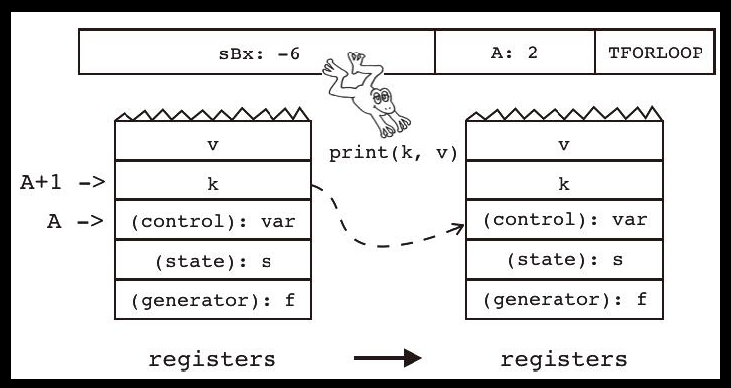 sBx: -6 A: 2 TFORLOOP
print(k, v)
v
A+1 -> k
A -> (control): var
(state): s
(generator): f
registers
v
k
(control): var
(state): s
(generator): f
registers